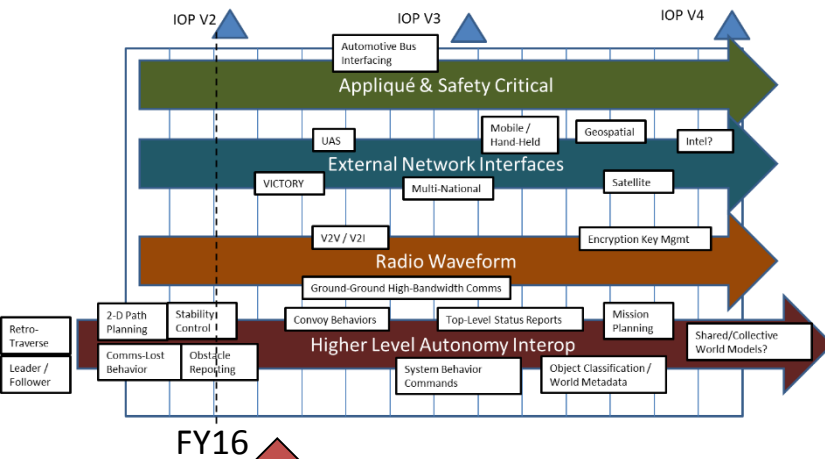 IOP V2
IOP V3
IOP V4
Automotive Bus
Interfacing
Appliqué & Safety Critical
UAS
Mobile /
Hand-Held
Geospatial
Intel?
External Network Interfaces
VICTORY
Multi-National
Satellite
V2V / V2I
Encryption Key Mgmt
Radio Waveform
Ground-Ground High-Bandwidth Comms
Retro-
Traverse
2-D Path
Planning
Stability
Control
Convoy Behaviors
Top-Level Status Reports
Mission
Planning
Shared/Collective
World Models?
Higher Level Autonomy Interop
Leader /
Follower
Comms-Lost
Behavior
Obstacle
Reporting
System Behavior
Commands
Object Classification /
World Metadata
FY16